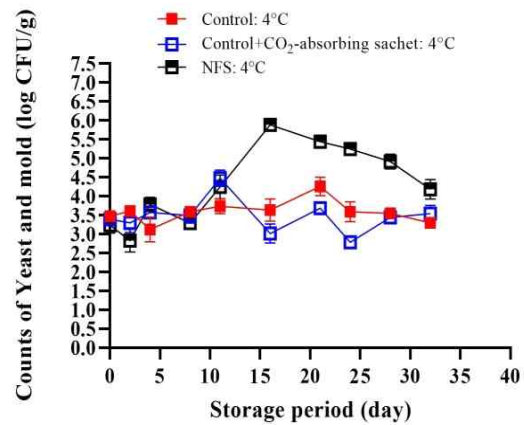 Control: 4°C
Control+CO₂-absorbing sachet: 4°C
NFS: 4°C
Counts of Yeast and mold (log CFU/g)
7.5
7.0
6.5
6.0
5.5
5.0
4.5
4.0
3.5
3.0
2.5
2.0
1.5
1.0
0.5
0.0
0 5 10 15 20 25 30 35 40
Storage period (day)